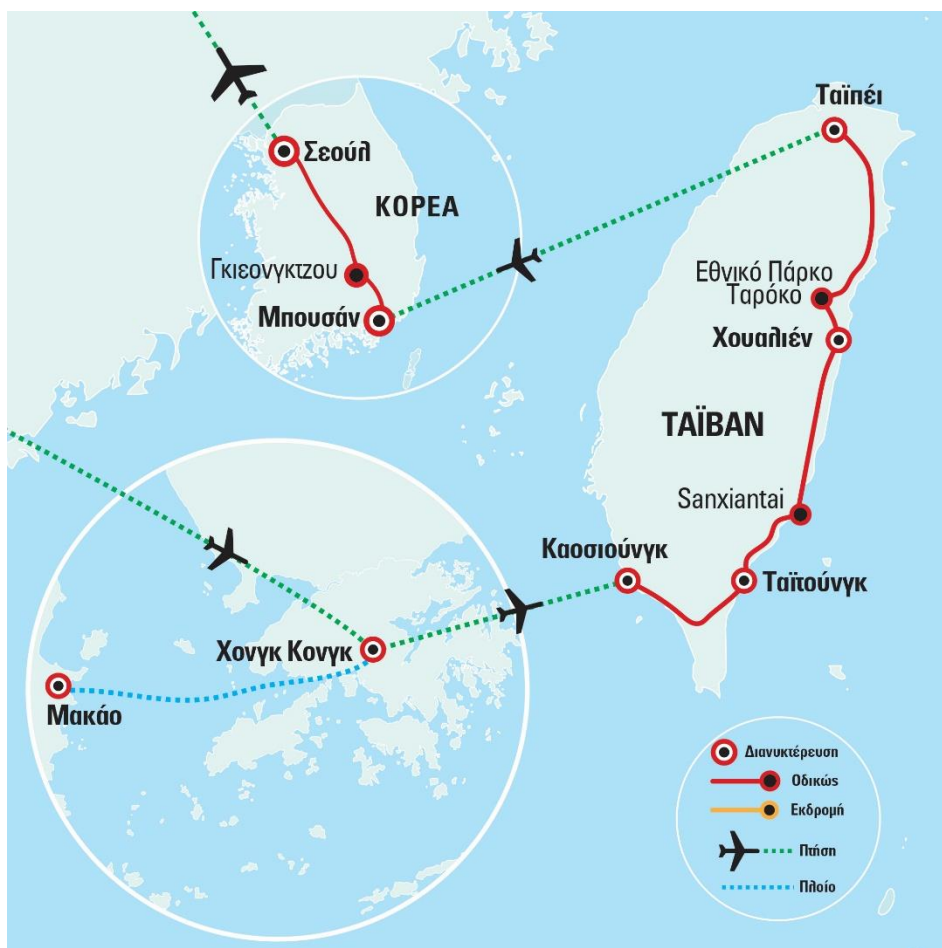 Ταϊπέι
Σεούλ
ΚΟΡΕΑ
Γκιεονγκτζου
Μπουσάν
Εθνικό Πάρκο
Ταρόκο
Χουαλιέν
ΤΑΪΒΑΝ
Sanxiantai
Καοσιούνγκ
Ταϊτούνγκ
Χονγκ Κονγκ
Μακάο
Διανυκτέρευση
Οδικώς
Εκδρομή
Πτήση
Πλοίο